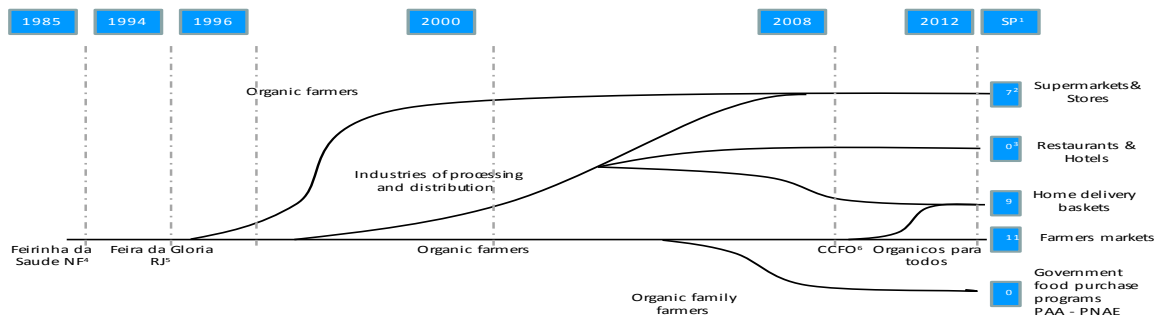 1985 1994 1996 2000 2008 2012 SP¹
Organic farmers
7² Supermarkets&
Stores
0³ Restaurants &
Hotels
Industries of processing
and distribution
9 Home delivery
baskets
11 Farmers markets
Feirinha da
Saude NF⁴
Feira da Gloria
RJ⁵
Organic farmers
CCFO⁶
Organicos para
todos
0 Government
food purchase
programs
PAA - PNAE
Organic family
farmers